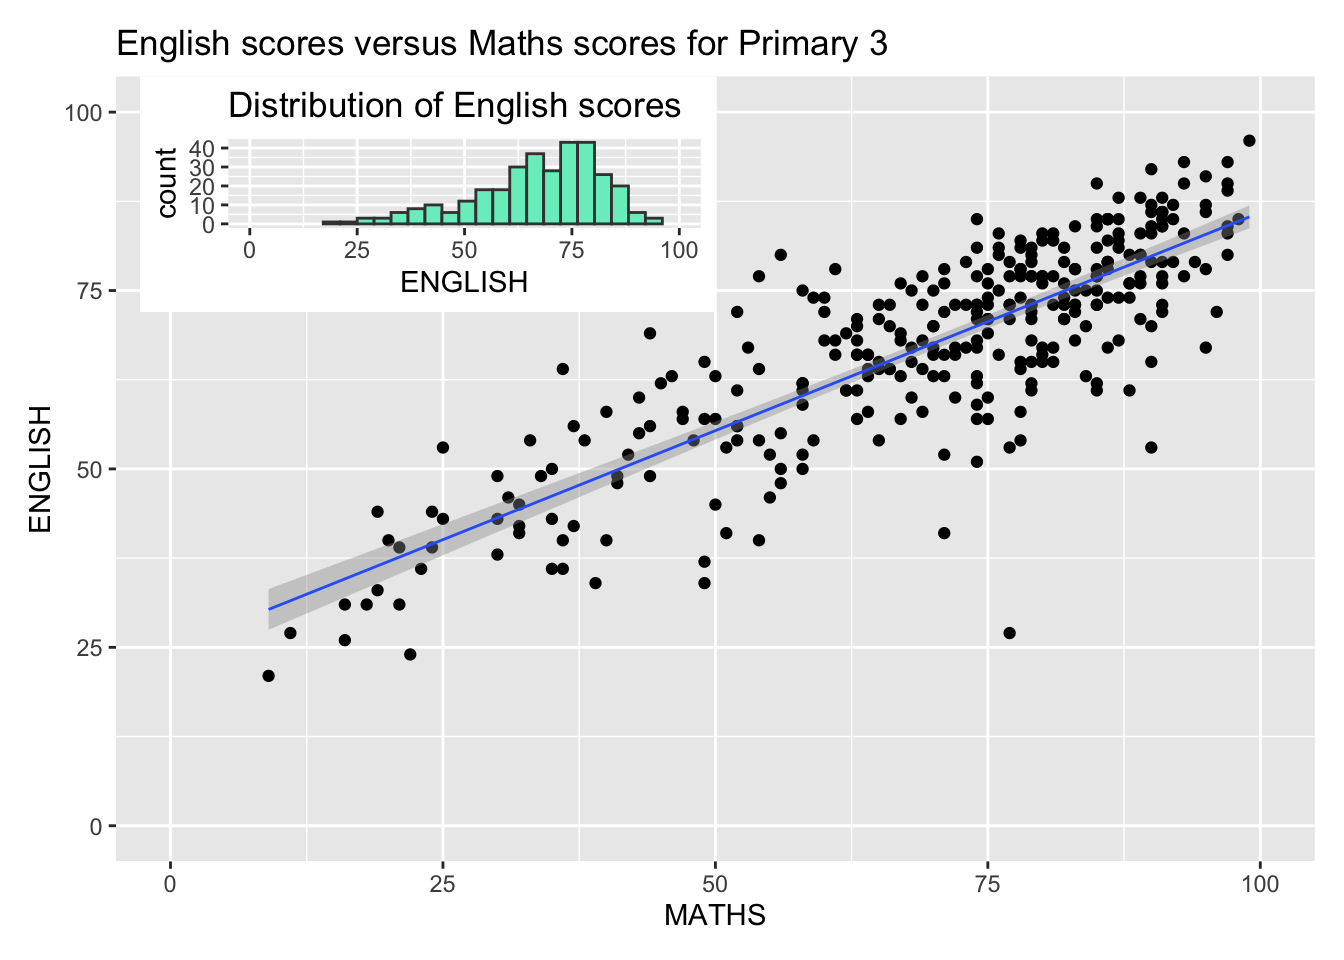 English scores versus Maths scores for Primary 3
Distribution of English scores
count
40
30
20
10
0
0 25 50 75 100
ENGLISH
ENGLISH
100
75
50
25
0
0 25 50 75 100
MATHS